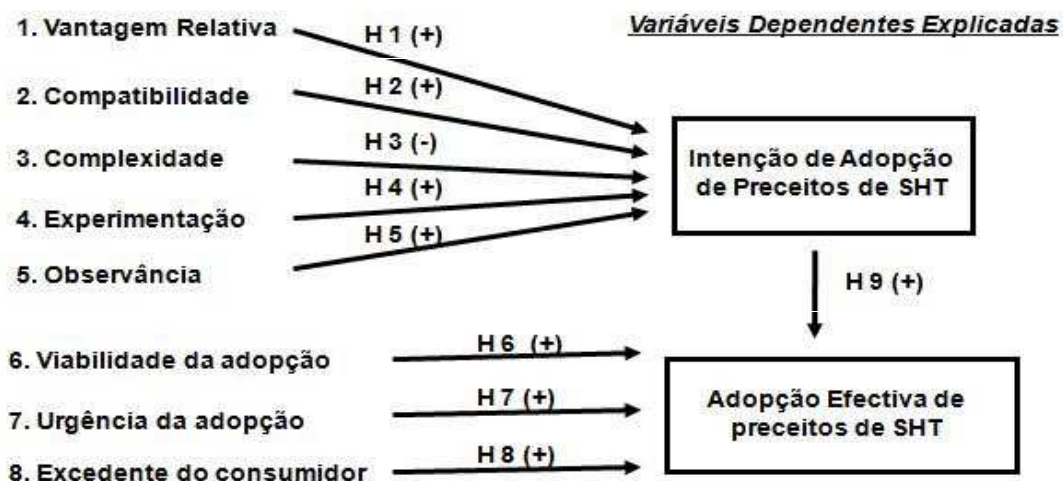 1. Vantagem Relativa
H 1 (+)
Variáveis Dependentes Explicadas
2. Compatibilidade
H 2 (+)
3. Complexidade
H 3 (-)
4. Experimentação
H 4 (+)
5. Observância
H 5 (+)
Intenção de Adopção
de Preceitos de SHT
H 9 (+)
6. Viabilidade da adopção
H 6 (+)
7. Urgência da adopção
H 7 (+)
8. Excedente do consumidor
H 8 (+)
Adopção Efectiva de
preceitos de SHT